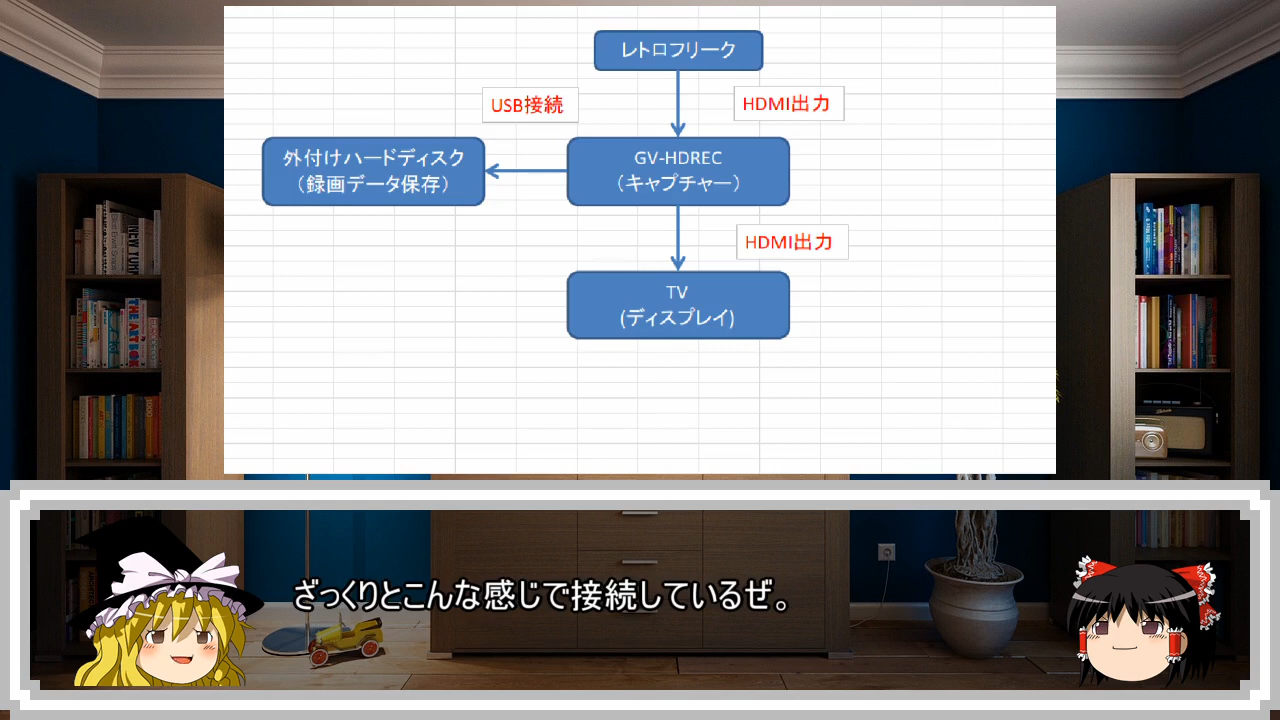 レトロフリーク
USB接続
HDMI出力
外付けハードディスク
（録画データ保存）
GV-HDREC
（キャプチャー）
HDMI出力
TV
(ディスプレイ)
ざっくりとこんな感じで接続しているぜ。